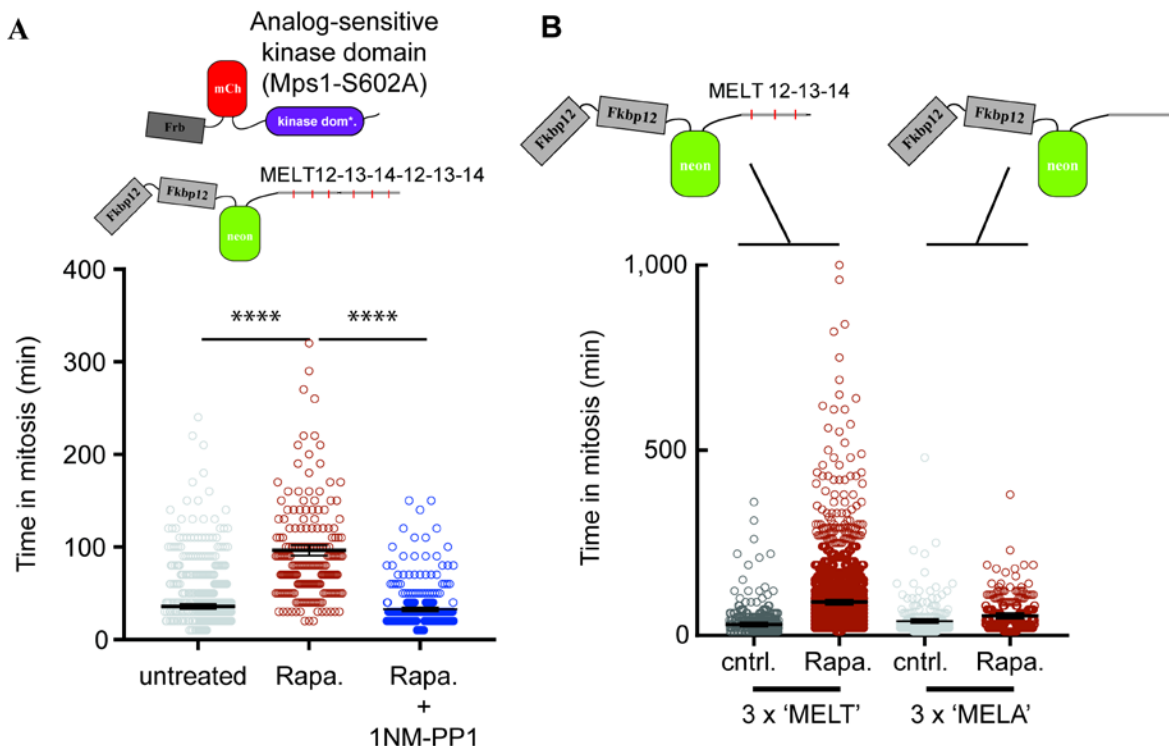 A
Analog-sensitive
kinase domain
(Mps1-S602A)
mCh
Frb
kinase dom*.
MELT12-13-14-12-13-14
Fkbp12
Fkbp12
neon
400
300
200
100
0
Time in mitosis (min)
****
****
untreated
Rapa.
Rapa.
+
1NM-PP1
B
MELT 12-13-14
Fkbp12
Fkbp12
neon
Fkbp12
Fkbp12
neon
1,000
500
0
Time in mitosis (min)
cntrl.
Rapa.
cntrl.
Rapa.
3 x 'MELT'
3 x 'MELA'